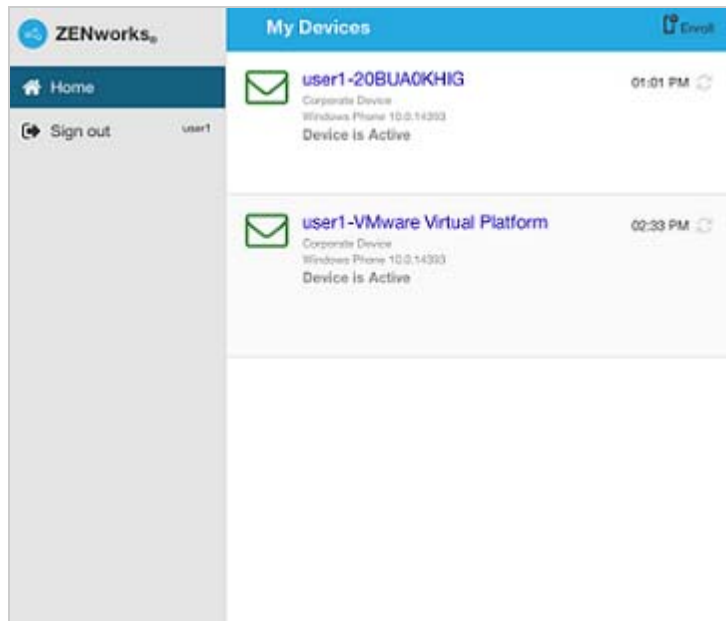 ZENworks®
My Devices
Enroll
Home
Sign out
user1
user1-20BUA0KHIG
01:01 PM
Corporate Device
Windows Phone 10.0.14393
Device is Active
user1-VMware Virtual Platform
02:33 PM
Corporate Device
Windows Phone 10.0.14393
Device is Active